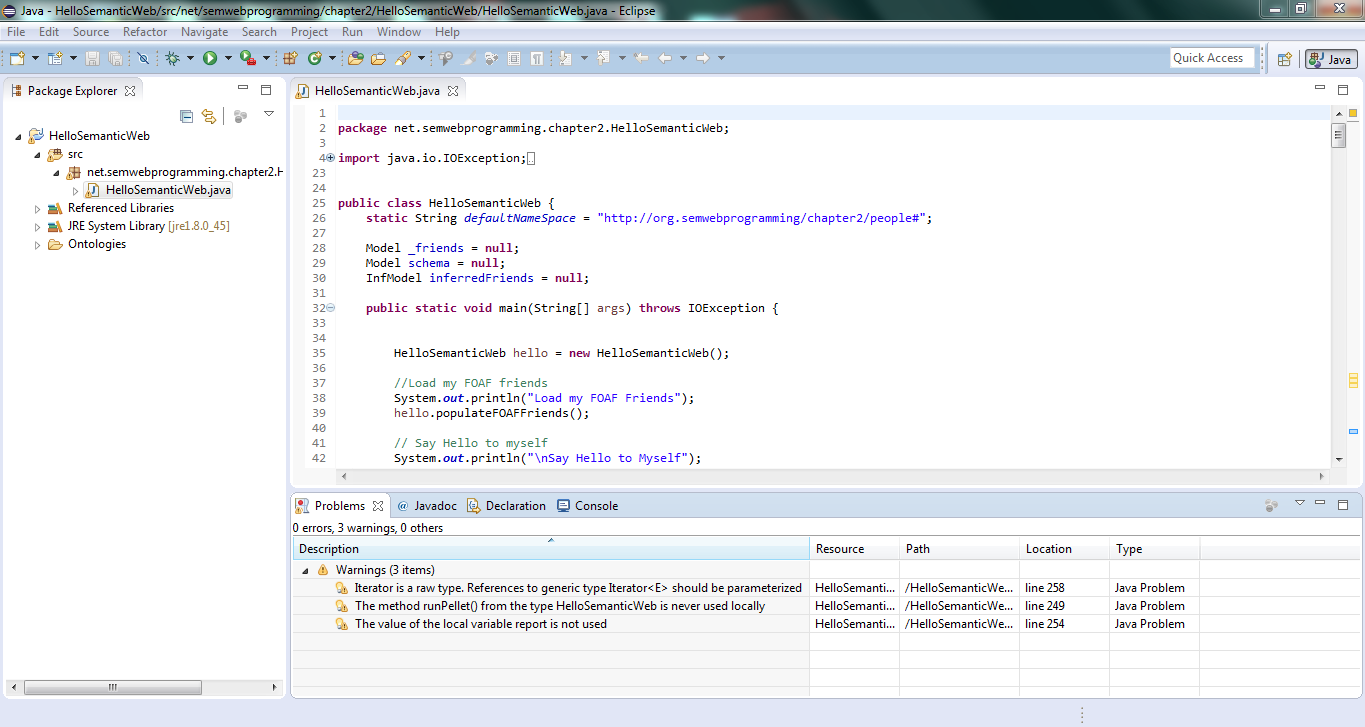 Java - HelloSemanticWeb/src/net/semwebprogramming/chapter2/HelloSemanticWeb/HelloSemanticWeb.java - Eclipse
File Edit Source Refactor Navigate Search Project Run Window Help
Quick Access
Java
Package Explorer
HelloSemanticWeb
src
net.semwebprogramming.chapter2.H
HelloSemanticWeb.java
Referenced Libraries
JRE System Library [jre1.8.0_45]
Ontologies
HelloSemanticWeb.java
1
2 package net.semwebprogramming.chapter2.HelloSemanticWeb;
3
4 import java.io.IOException;
23
24
25 public class HelloSemanticWeb {
26 static String defaultNameSpace = "http://org.semwebprogramming/chapter2/people#";
27
28 Model _friends = null;
29 Model schema = null;
30 InfModel inferredFriends = null;
31
32 public static void main(String[] args) throws IOException {
33
34
35 HelloSemanticWeb hello = new HelloSemanticWeb();
36
37 //Load my FOAF friends
38 System.out.println("Load my FOAF Friends");
39 hello.populateFOAFFriends();
40
41 // Say Hello to myself
42 System.out.println("\nSay Hello to Myself");
Problems @ Javadoc Declaration Console
0 errors, 3 warnings, 0 others
Description Resource Path Location Type
Warnings (3 items)
Iterator is a raw type. References to generic type Iterator<E> should be parameterized HelloSemanti... /HelloSemanticWe... line 258 Java Problem
The method runPellet() from the type HelloSemanticWeb is never used locally HelloSemanti... /HelloSemanticWe... line 249 Java Problem
The value of the local variable report is not used HelloSemanti... /HelloSemanticWe... line 254 Java Problem